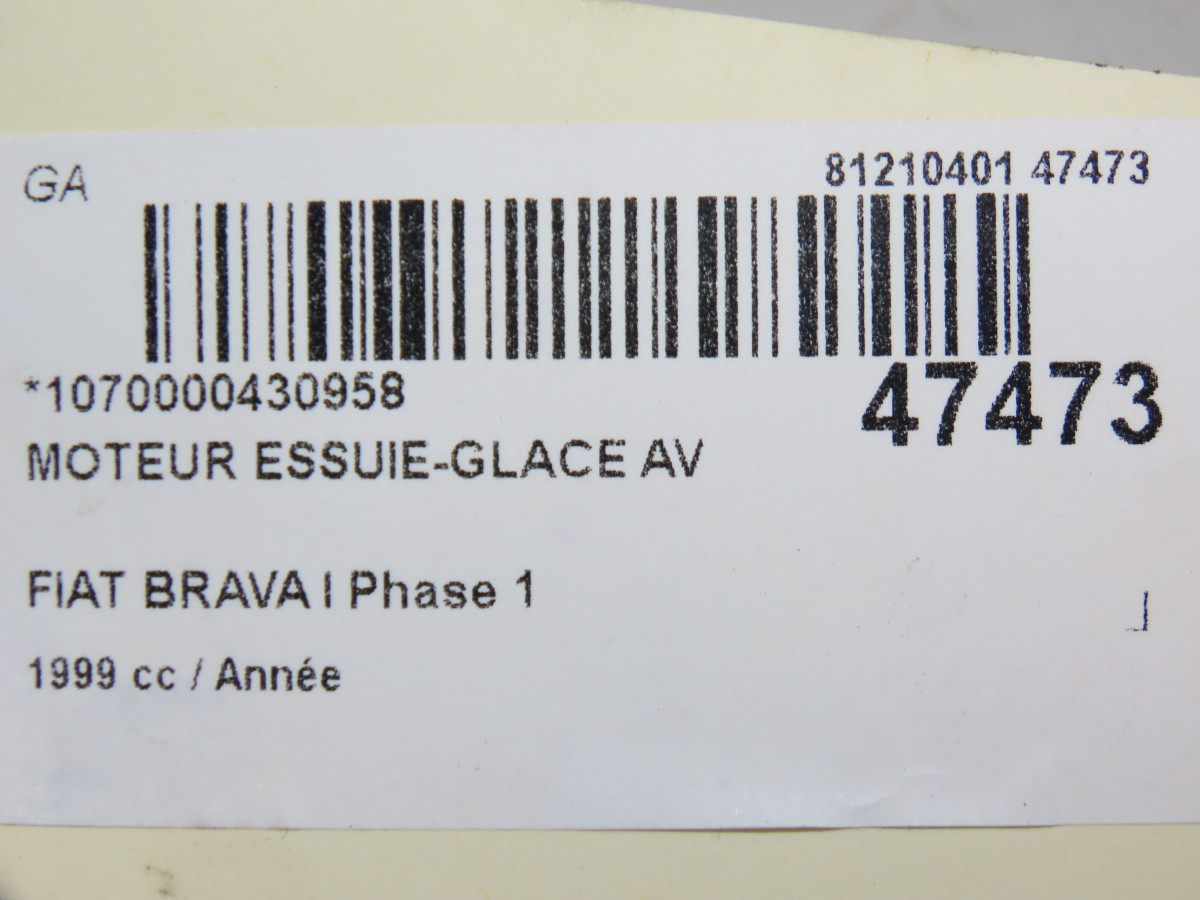 GA
81210401 47473
*1070000430958
47473
MOTEUR ESSUIE-GLACE AV
FIAT BRAVA I Phase 1
1999 cc / Année